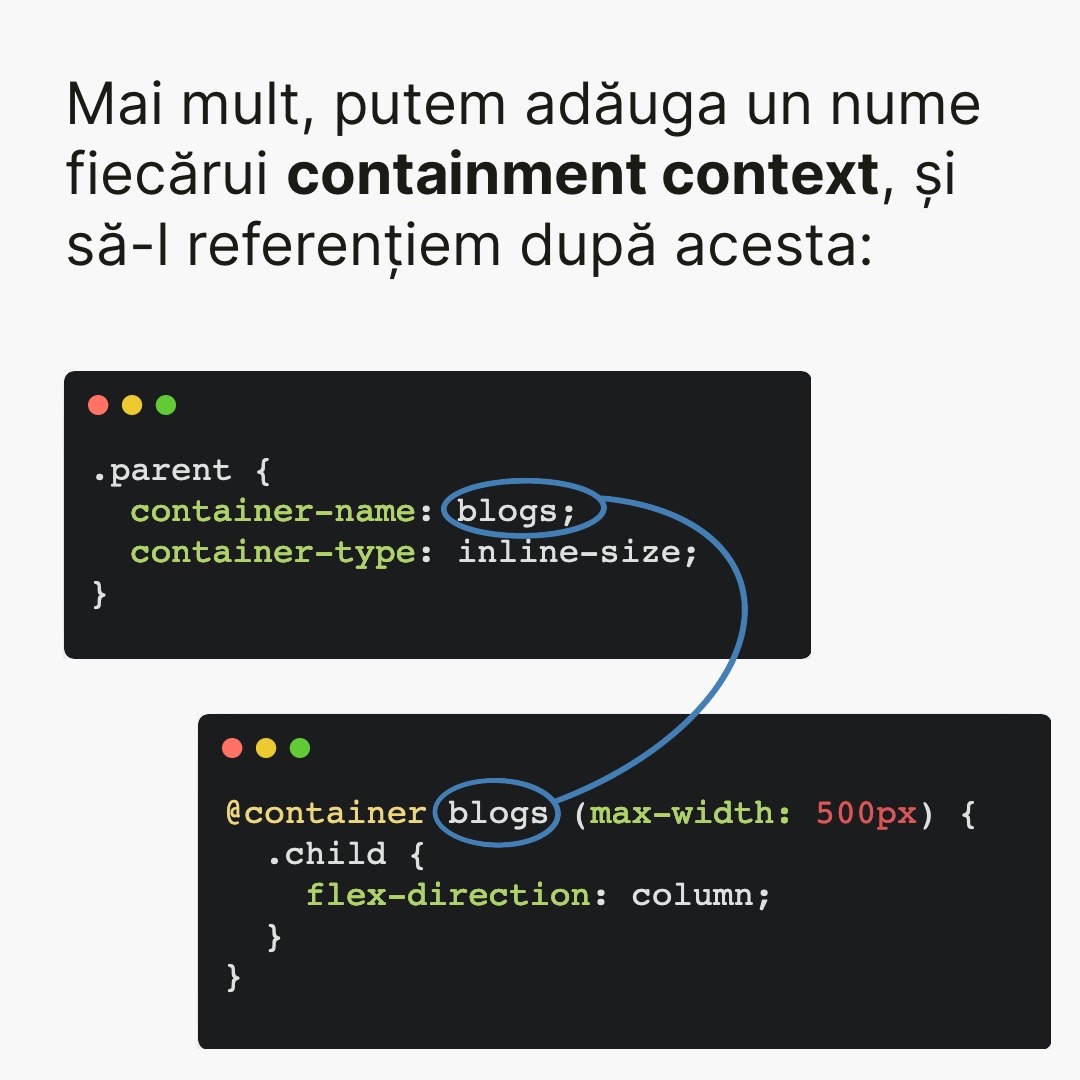 Mai mult, putem adăuga un nume
fiecărui containment context, și
să-l referențiem după acesta:
.parent {
  container-name: blogs;
  container-type: inline-size;
}
@container blogs (max-width: 500px) {
  .child {
    flex-direction: column;
  }
}